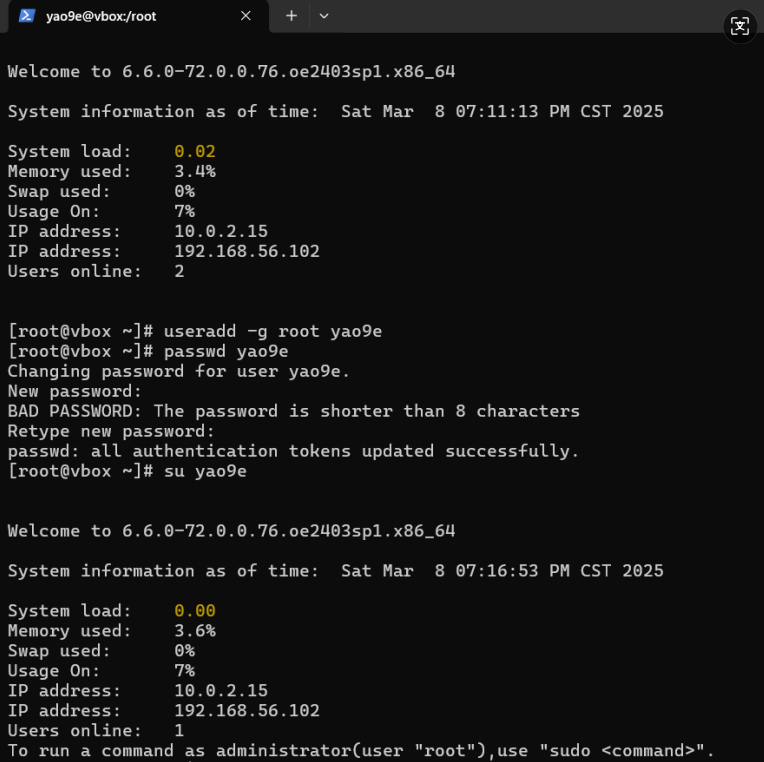 yao9e@vbox:/root
Welcome to 6.6.0-72.0.0.76.oe2403sp1.x86_64
System information as of time:  Sat Mar  8 07:11:13 PM CST 2025
System load:    0.02
Memory used:    3.4%
Swap used:      0%
Usage On:       7%
IP address:     10.0.2.15
IP address:     192.168.56.102
Users online:   2
[root@vbox ~]# useradd -g root yao9e
[root@vbox ~]# passwd yao9e
Changing password for user yao9e.
New password:
BAD PASSWORD: The password is shorter than 8 characters
Retype new password:
passwd: all authentication tokens updated successfully.
[root@vbox ~]# su yao9e
Welcome to 6.6.0-72.0.0.76.oe2403sp1.x86_64
System information as of time:  Sat Mar  8 07:16:53 PM CST 2025
System load:    0.00
Memory used:    3.6%
Swap used:      0%
Usage On:       7%
IP address:     10.0.2.15
IP address:     192.168.56.102
Users online:   1
To run a command as administrator(user "root"),use "sudo <command>".